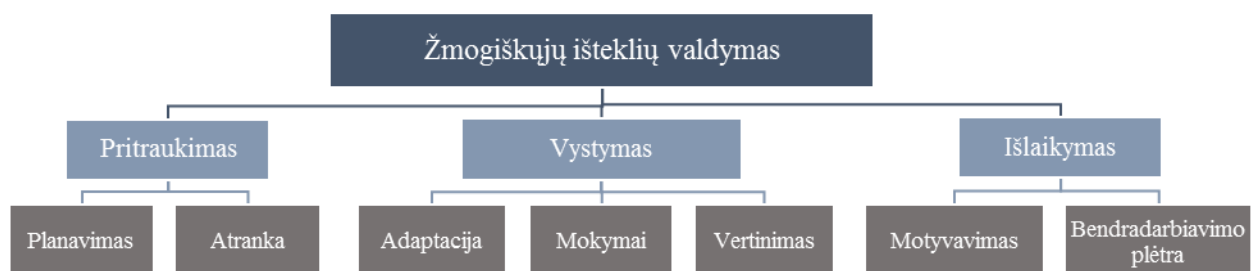 Žmogiškųjų išteklių valdymas
Pritraukimas
Vystymas
Išlaikymas
Planavimas
Atranka
Adaptacija
Mokymai
Vertinimas
Motyvavimas
Bendradarbiavimo
plėtra